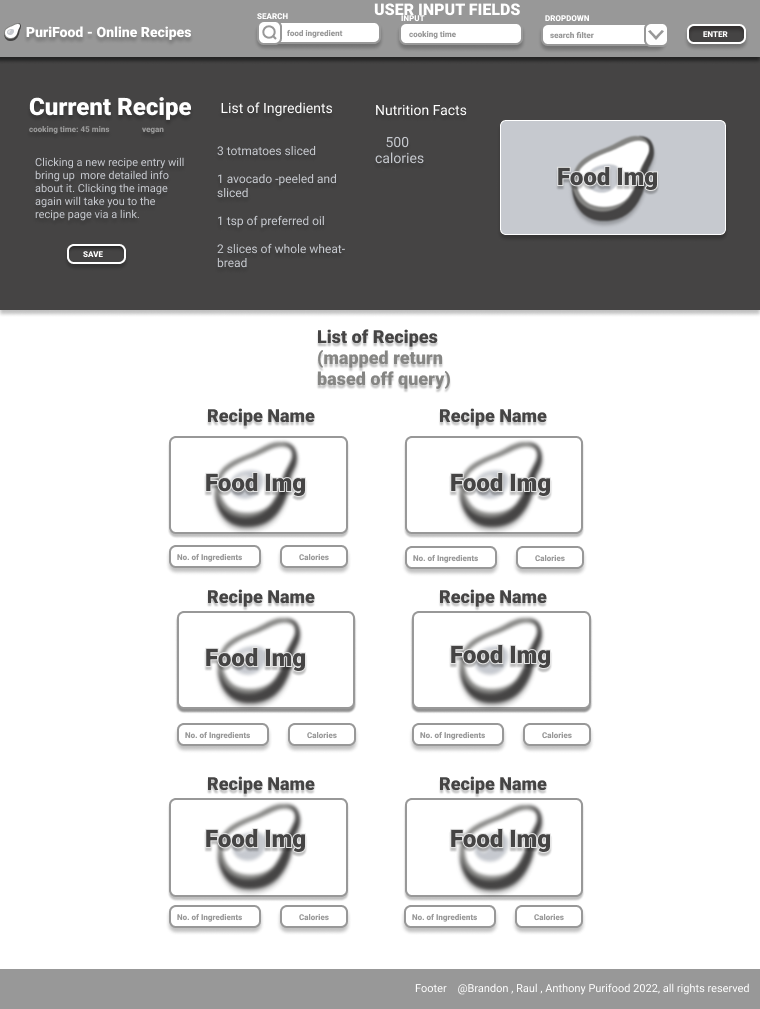 USER INPUT FIELDS
SEARCH
INPUT
DROPDOWN
PuriFood - Online Recipes
food ingredient
cooking time
search filter
ENTER
Current Recipe
cooking time: 45 mins
vegan
Clicking a new recipe entry will
bring up more detailed info
about it. Clicking the image
again will take you to the
recipe page via a link.
SAVE
List of Ingredients
3 totmatoes sliced
1 avocado -peeled and
sliced
1 tsp of preferred oil
2 slices of whole wheat-
bread
Nutrition Facts
500
calories
Food Img
List of Recipes
(mapped return
based off query)
Recipe Name
Recipe Name
Food Img
Food Img
No. of Ingredients
Calories
No. of Ingredients
Calories
Recipe Name
Recipe Name
Food Img
Food Img
No. of Ingredients
Calories
No. of Ingredients
Calories
Recipe Name
Recipe Name
Food Img
Food Img
No. of Ingredients
Calories
No. of Ingredients
Calories
Footer @Brandon , Raul , Anthony Purifood 2022, all rights reserved